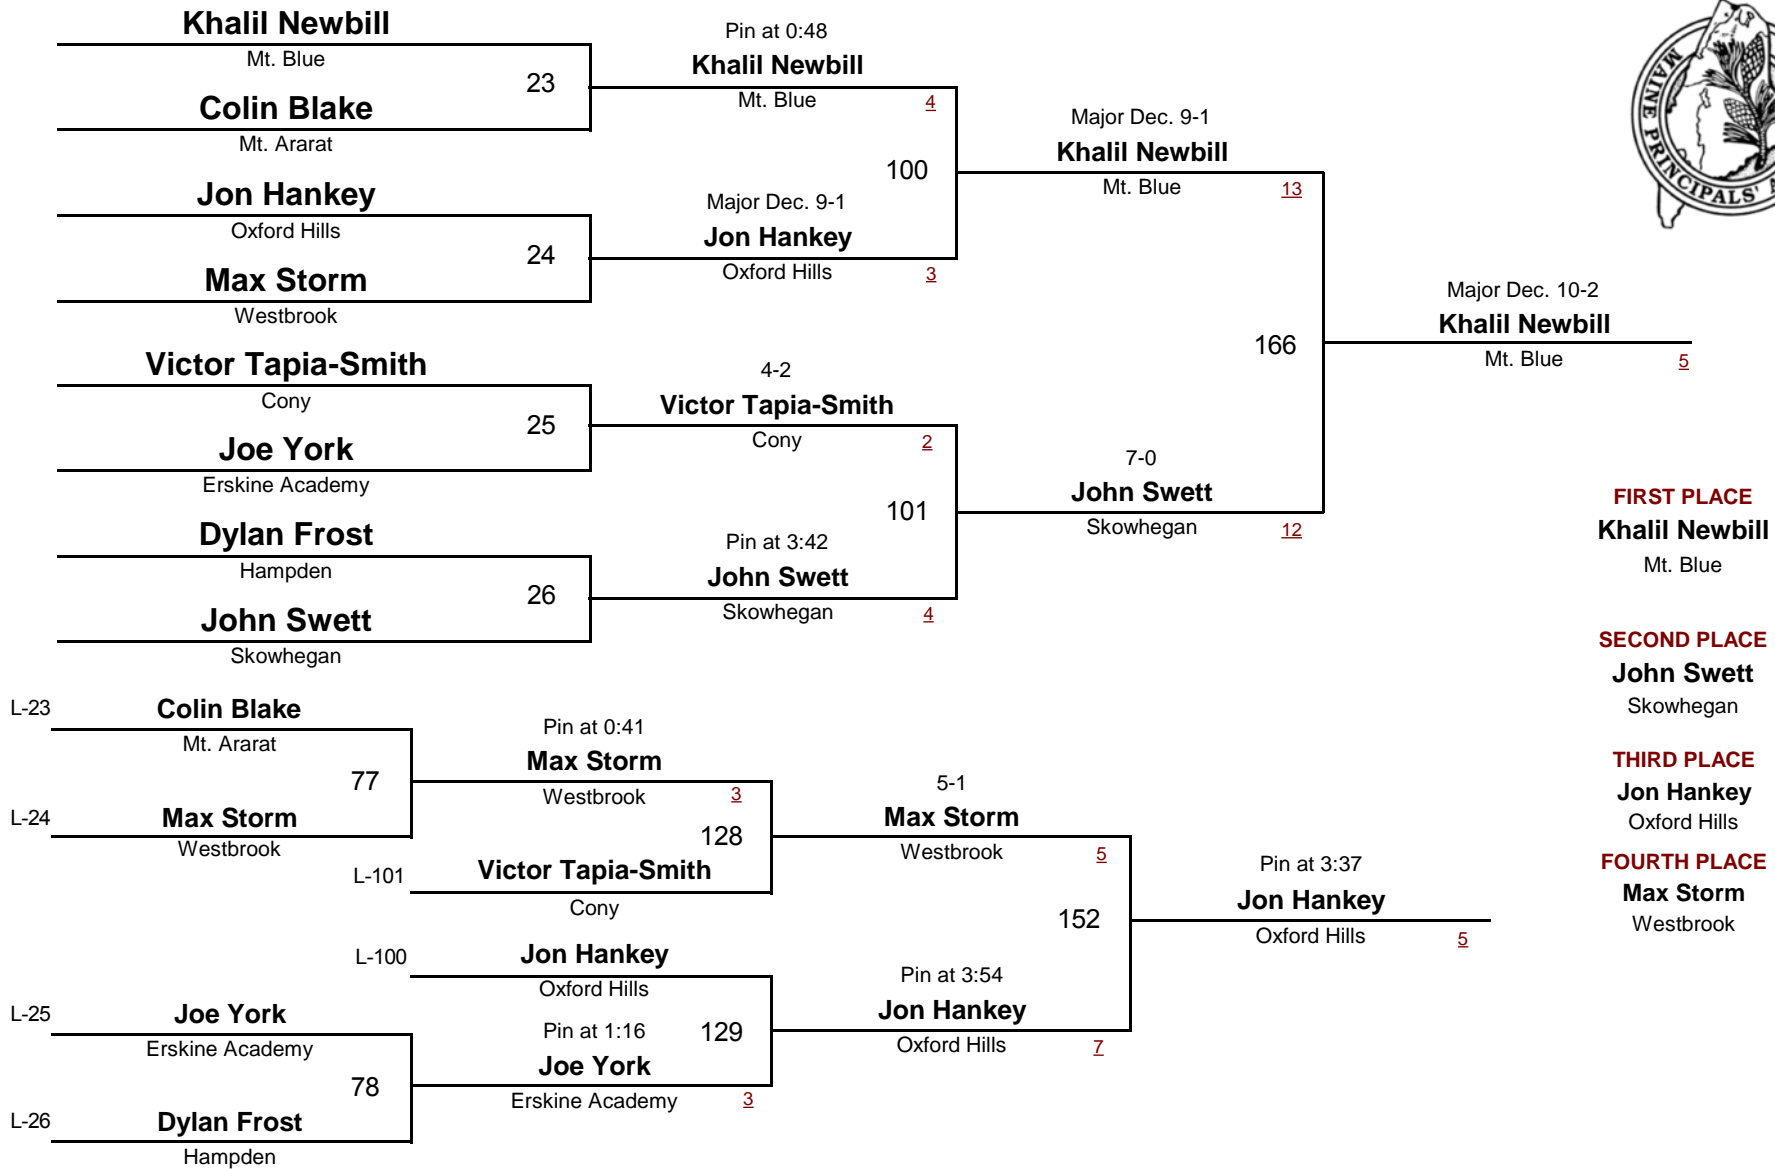 Khalil Newbill
Mt. Blue
23
Colin Blake
Mt. Ararat
Jon Hankey
Oxford Hills
24
Max Storm
Westbrook
Victor Tapia-Smith
Cony
25
Joe York
Erskine Academy
Dylan Frost
Hampden
26
John Swett
Skowhegan
Pin at 0:48
Khalil Newbill
Mt. Blue 4
100
Major Dec. 9-1
Jon Hankey
Oxford Hills 3
4-2
Victor Tapia-Smith
Cony 2
101
Pin at 3:42
John Swett
Skowhegan 4
Major Dec. 9-1
Khalil Newbill
Mt. Blue 13
166
7-0
John Swett
Skowhegan 12
Major Dec. 10-2
Khalil Newbill
Mt. Blue 5
MAINE PRINCIPALS'
FIRST PLACE
Khalil Newbill
Mt. Blue
SECOND PLACE
John Swett
Skowhegan
THIRD PLACE
Jon Hankey
Oxford Hills
FOURTH PLACE
Max Storm
Westbrook
L-23 Colin Blake
Mt. Ararat
77
L-24 Max Storm
Westbrook
Pin at 0:41
Max Storm
Westbrook 3
128
L-101 Victor Tapia-Smith
Cony
L-100 Jon Hankey
Oxford Hills
129
L-25 Joe York
Erskine Academy
78
L-26 Dylan Frost
Hampden
Pin at 1:16
Joe York
Erskine Academy 3
5-1
Max Storm
Westbrook 5
152
Pin at 3:54
Jon Hankey
Oxford Hills 7
Pin at 3:37
Jon Hankey
Oxford Hills 5